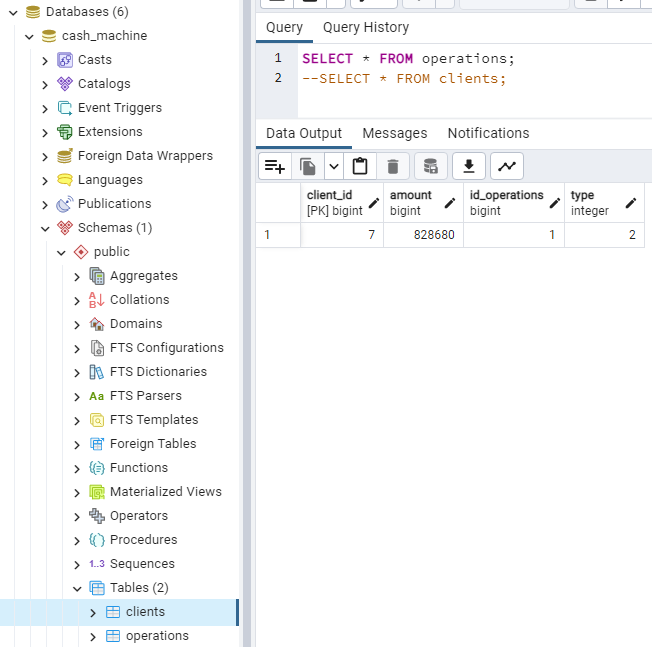 Databases (6)
cash_machine
Casts
Catalogs
Event Triggers
Extensions
Foreign Data Wrappers
Languages
Publications
Schemas (1)
public
Aggregates
Collations
Domains
FTS Configurations
FTS Dictionaries
Aa FTS Parsers
FTS Templates
Foreign Tables
Functions
Materialized Views
Operators
Procedures
1..3 Sequences
Tables (2)
clients
operations
Query Query History
1 SELECT * FROM operations;
2 --SELECT * FROM clients;
Data Output Messages Notifications
client_id amount id_operations type
[PK] bigint bigint bigint integer
1 7 828680 1 2